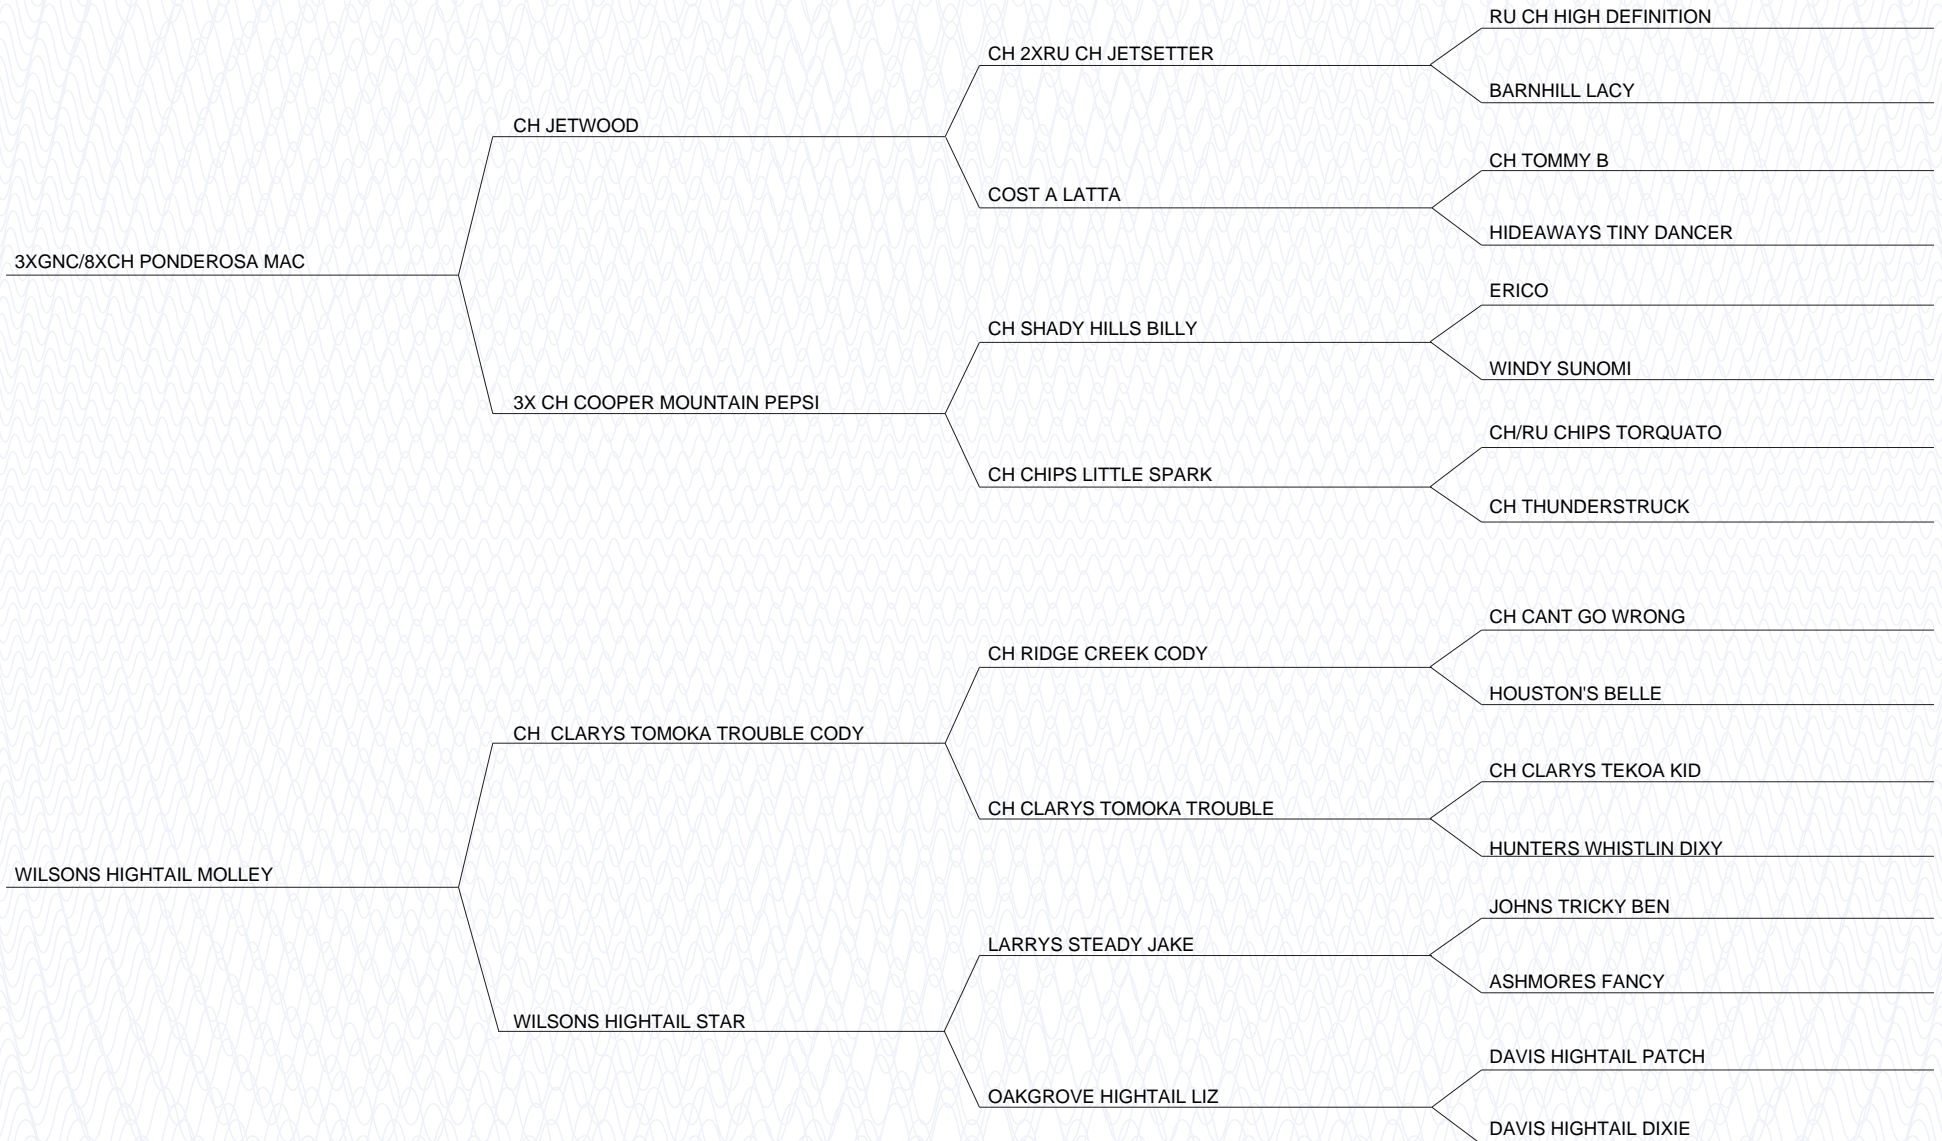 RU CH HIGH DEFINITION
CH 2XRU CH JETSETTER
BARNHILL LACY
CH JETWOOD
CH TOMMY B
COST A LATTA
HIDEAWAYS TINY DANCER
3XGNC/8XCH PONDEROSA MAC
ERICO
CH SHADY HILLS BILLY
WINDY SUNOMI
3X CH COOPER MOUNTAIN PEPSI
CH/RU CHIPS TORQUATO
CH CHIPS LITTLE SPARK
CH THUNDERSTRUCK
CH CANT GO WRONG
CH RIDGE CREEK CODY
HOUSTON'S BELLE
CH  CLARYS TOMOKA TROUBLE CODY
CH CLARYS TEKOA KID
CH CLARYS TOMOKA TROUBLE
HUNTERS WHISTLIN DIXY
WILSONS HIGHTAIL MOLLEY
JOHNS TRICKY BEN
LARRYS STEADY JAKE
ASHMORES FANCY
WILSONS HIGHTAIL STAR
DAVIS HIGHTAIL PATCH
OAKGROVE HIGHTAIL LIZ
DAVIS HIGHTAIL DIXIE